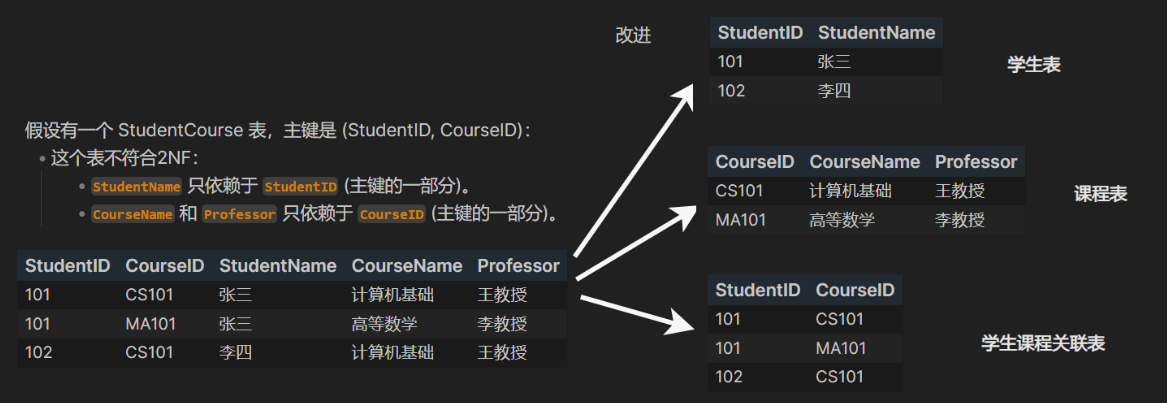 改进
StudentID StudentName
101 张三
102 李四
学生表
假设有一个 StudentCourse 表，主键是 (StudentID, CourseID)：
这个表不符合2NF：
StudentName 只依赖于 StudentID (主键的一部分)。
CourseName 和 Professor 只依赖于 CourseID (主键的一部分)。
StudentID CourseID StudentName CourseName Professor
101 CS101 张三 计算机基础 王教授
101 MA101 张三 高等数学 李教授
102 CS101 李四 计算机基础 王教授
CourseID CourseName Professor
CS101 计算机基础 王教授
MA101 高等数学 李教授
课程表
StudentID CourseID
101 CS101
101 MA101
102 CS101
学生课程关联表